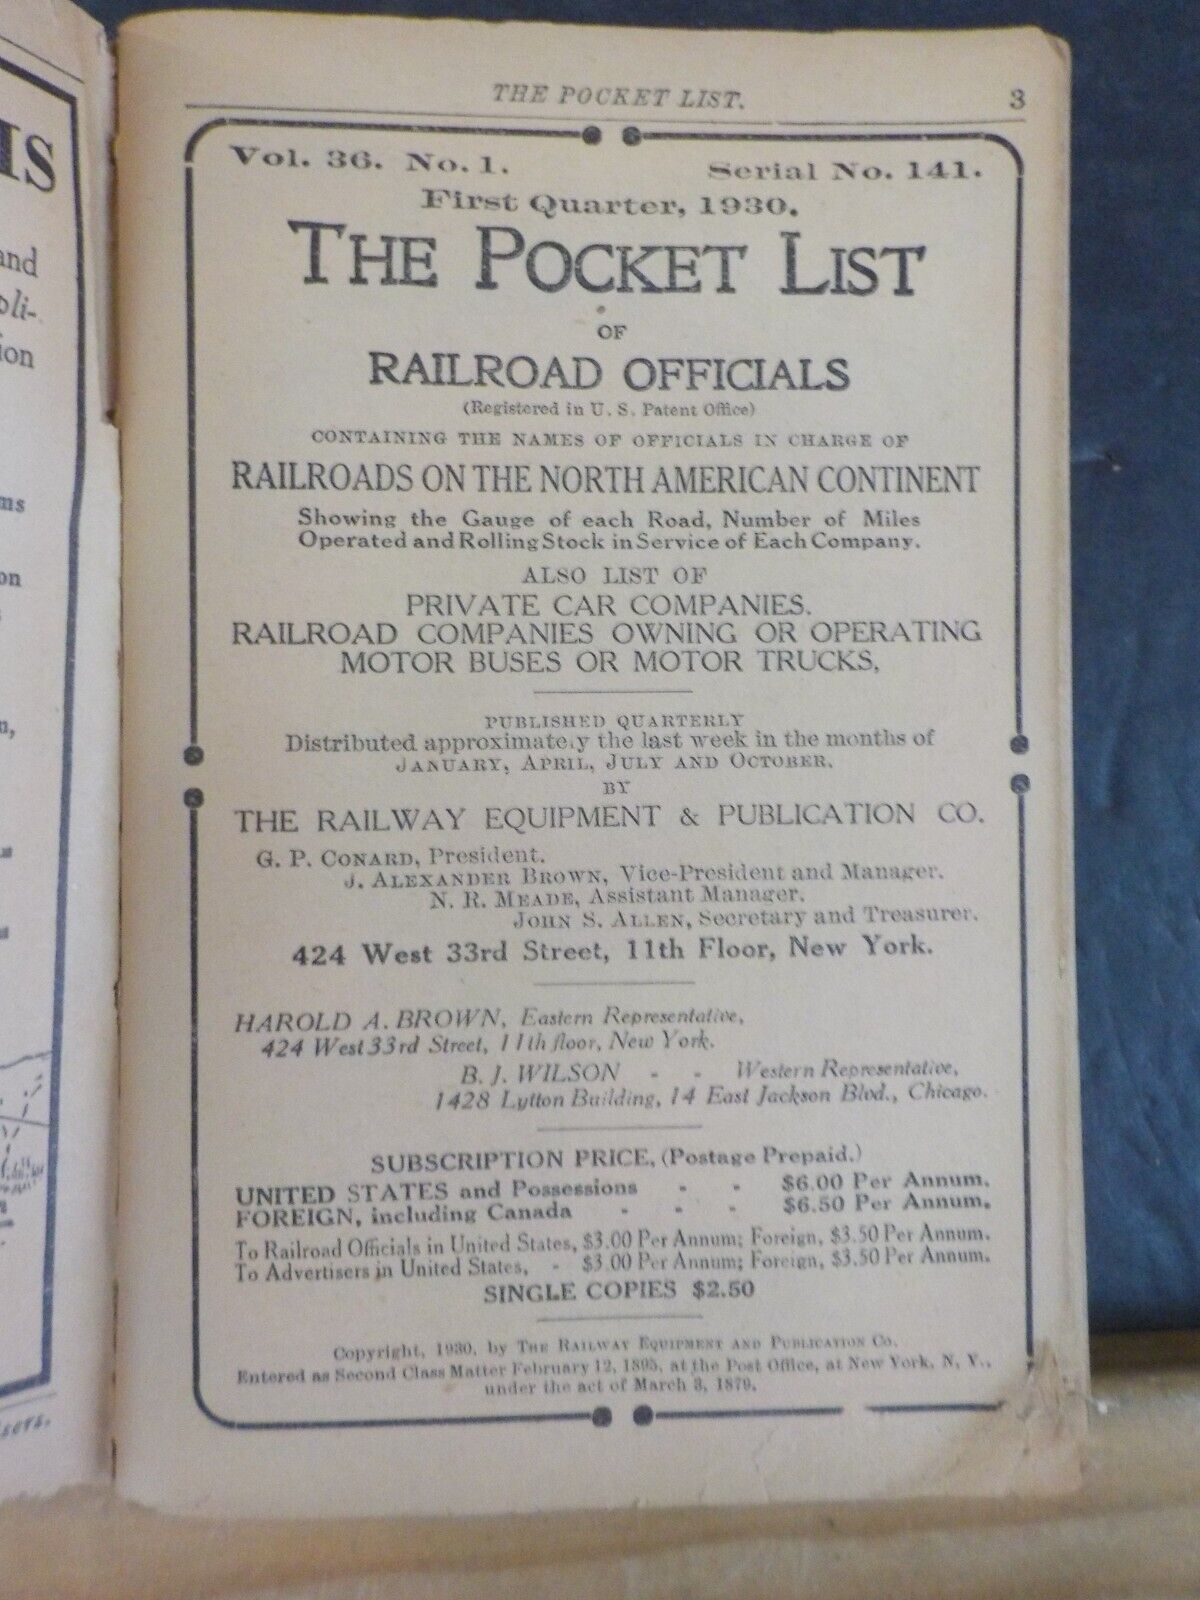 THE POCKET LIST. 3
Vol. 36. No. 1. Serial No. 141.
First Quarter, 1930.
THE POCKET LIST
OF
RAILROAD OFFICIALS
(Registered in U. S. Patent Office)
CONTAINING THE NAMES OF OFFICIALS IN CHARGE OF
RAILROADS ON THE NORTH AMERICAN CONTINENT
Showing the Gauge of each Road, Number of Miles
Operated and Rolling Stock in Service of Each Company.
ALSO LIST OF
PRIVATE CAR COMPANIES.
RAILROAD COMPANIES OWNING OR OPERATING
MOTOR BUSES OR MOTOR TRUCKS.
PUBLISHED QUARTERLY
Distributed approximately the last week in the months of
JANUARY, APRIL, JULY AND OCTOBER.
BY
THE RAILWAY EQUIPMENT & PUBLICATION CO.
G. P. CONARD, President.
J. ALEXANDER BROWN, Vice-President and Manager.
N. R. MEADE, Assistant Manager.
JOHN S. ALLEN, Secretary and Treasurer.
424 West 33rd Street, 11th Floor, New York.
HAROLD A. BROWN, Eastern Representative,
424 West 33rd Street, 11th floor, New York.
B. J. WILSON - - Western Representative,
1428 Lytton Building, 14 East Jackson Blvd., Chicago.
SUBSCRIPTION PRICE, (Postage Prepaid.)
UNITED STATES and Possessions - - $6.00 Per Annum.
FOREIGN, including Canada - - - $6.50 Per Annum.
To Railroad Officials in United States, $3.00 Per Annum; Foreign, $3.50 Per Annum.
To Advertisers in United States, - $3.00 Per Annum; Foreign, $3.50 Per Annum.
SINGLE COPIES $2.50
Copyright, 1930, by THE RAILWAY EQUIPMENT AND PUBLICATION CO.
Entered as Second Class Matter February 12, 1895, at the Post Office, at New York, N. Y.,
under the act of March 3, 1879.